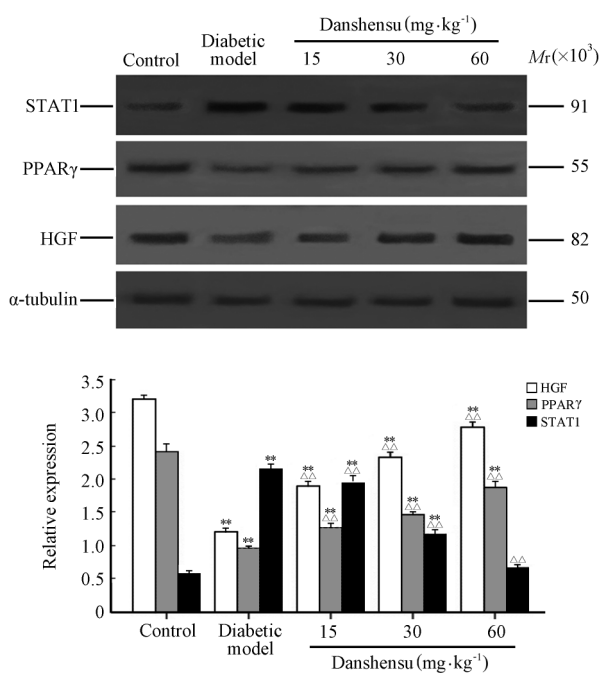 Control
Diabetic
model
Danshensu (mg·kg⁻¹)
15 30 60
Mr(×10³)
STAT1 91
PPARγ 55
HGF 82
α-tubulin 50
3.5
3.0
2.5
2.0
1.5
1.0
0.5
0
Relative expression
HGF
PPARγ
STAT1
** ** **
** △△ ** △△ ** △△
** △△ ** △△ ** △△
** △△ ** △△ △△
Control
Diabetic
model
15 30 60
Danshensu (mg·kg⁻¹)